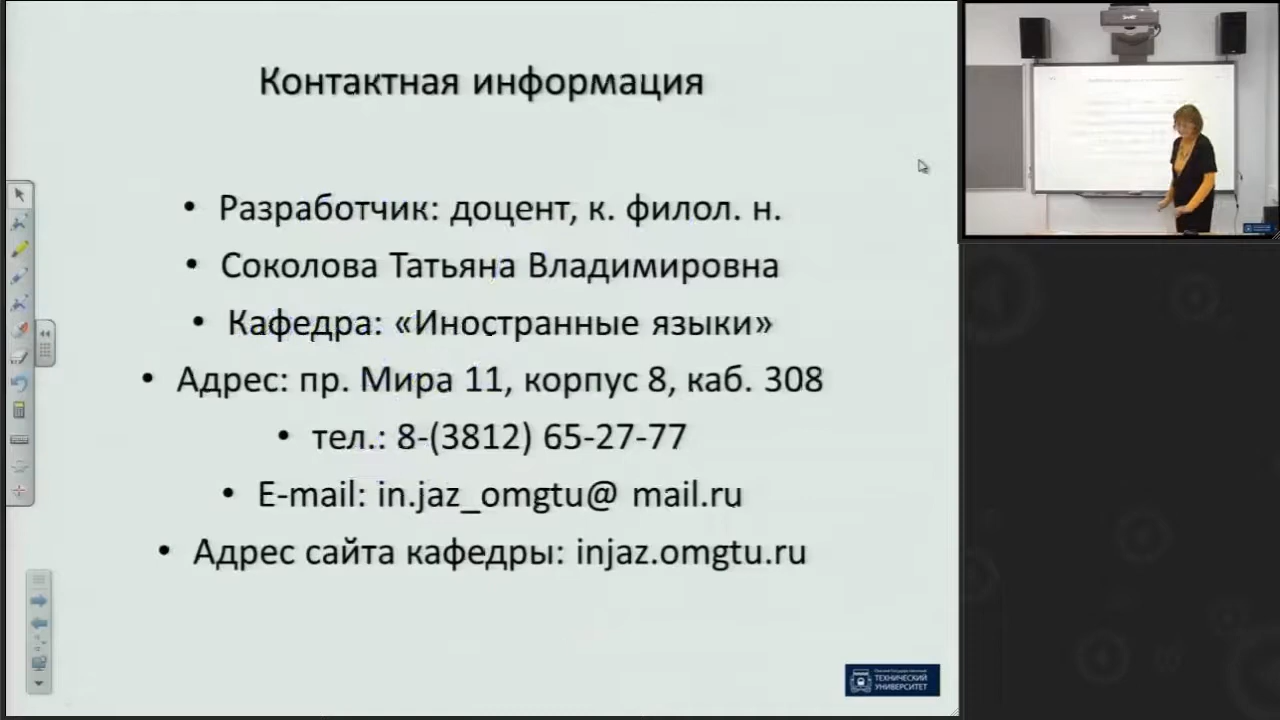 Контактная информация
• Разработчик: доцент, к. филол. н.
• Соколова Татьяна Владимировна
• Кафедра: «Иностранные языки»
• Адрес: пр. Мира 11, корпус 8, каб. 308
• тел.: 8-(3812) 65-27-77
• E-mail: in.jaz_omgtu@ mail.ru
• Адрес сайта кафедры: injaz.omgtu.ru
ТЕХНИЧЕСКИЙ
УНИВЕРСИТЕТ